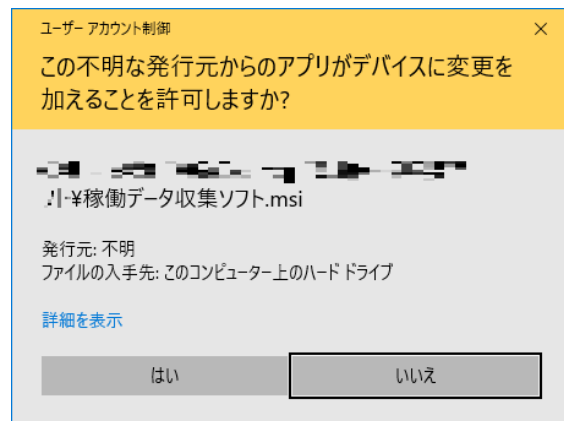 ユーザー アカウント制御
この不明な発行元からのアプリがデバイスに変更を
加えることを許可しますか?
¥稼働データ収集ソフト.msi
発行元: 不明
ファイルの入手先: このコンピューター上のハード ドライブ
詳細を表示
はい
いいえ